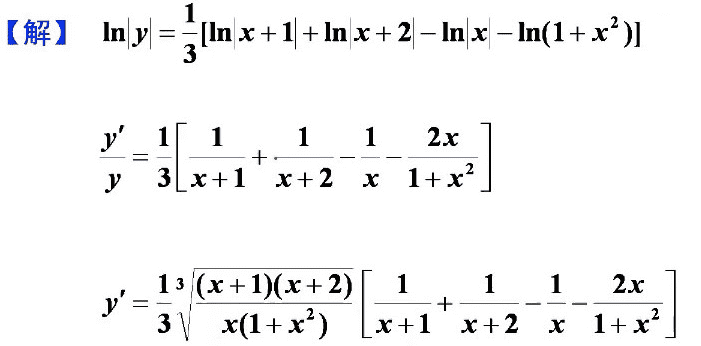 【解】 ln|y| = 1/3[ln|x+1| + ln|x+2| − ln|x| − ln(1+x²)]
y′/y = 1/3[1/(x+1) + 1/(x+2) − 1/x − 2x/(1+x²)]
y′ = 1/3 ∛((x+1)(x+2)/(x(1+x²))) [1/(x+1) + 1/(x+2) − 1/x − 2x/(1+x²)]